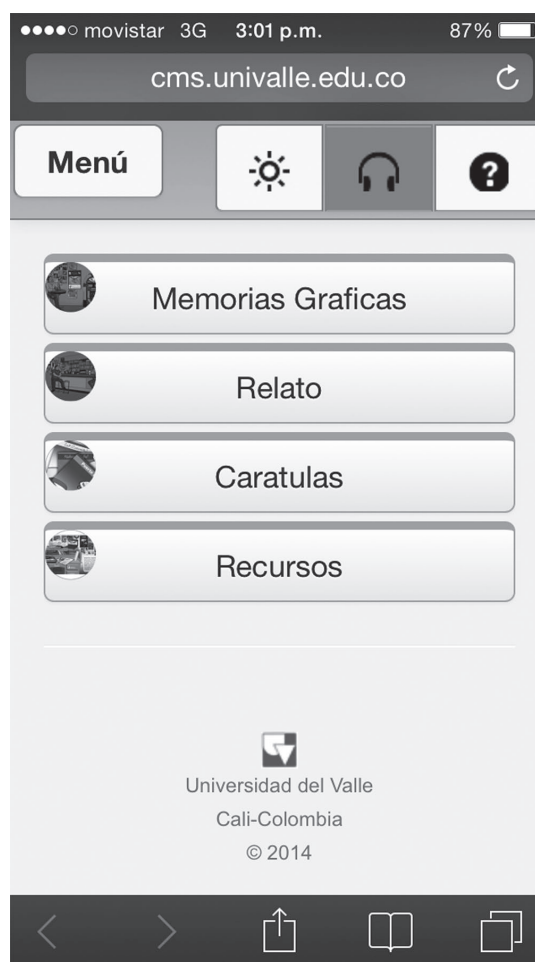 movistar 3G 3:01 p.m. 87%
cms.univalle.edu.co
Menú
?
Memorias Graficas
Relato
Caratulas
Recursos
Universidad del Valle
Cali-Colombia
© 2014